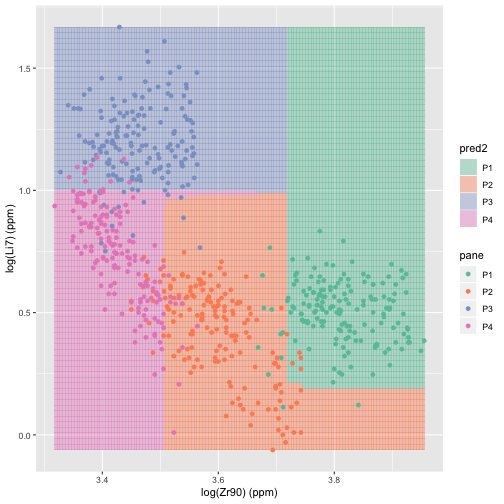 1.5
1.0
0.5
0.0
log(Li7) (ppm)
3.4
3.6
3.8
log(Zr90) (ppm)
pred2
P1
P2
P3
P4
pane
P1
P2
P3
P4